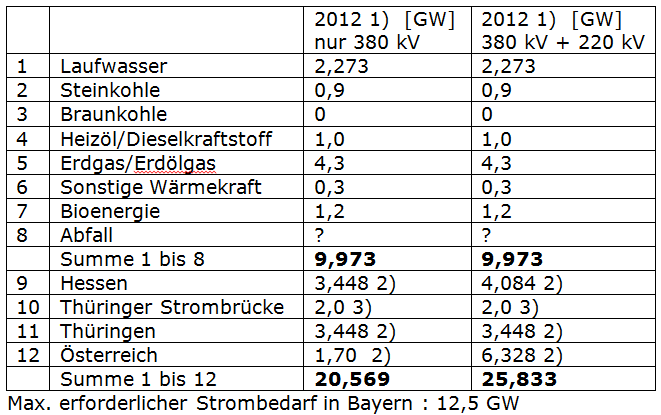 2012 1) [GW] nur 380 kV 2012 1) [GW] 380 kV + 220 kV
1 Laufwasser 2,273 2,273
2 Steinkohle 0,9 0,9
3 Braunkohle 0 0
4 Heizöl/Dieselkraftstoff 1,0 1,0
5 Erdgas/Erdölgas 4,3 4,3
6 Sonstige Wärmekraft 0,3 0,3
7 Bioenergie 1,2 1,2
8 Abfall ? ?
Summe 1 bis 8 9,973 9,973
9 Hessen 3,448 2) 4,084 2)
10 Thüringer Strombrücke 2,0 3) 2,0 3)
11 Thüringen 3,448 2) 3,448 2)
12 Österreich 1,70 2) 6,328 2)
Summe 1 bis 12 20,569 25,833
Max. erforderlicher Strombedarf in Bayern : 12,5 GW